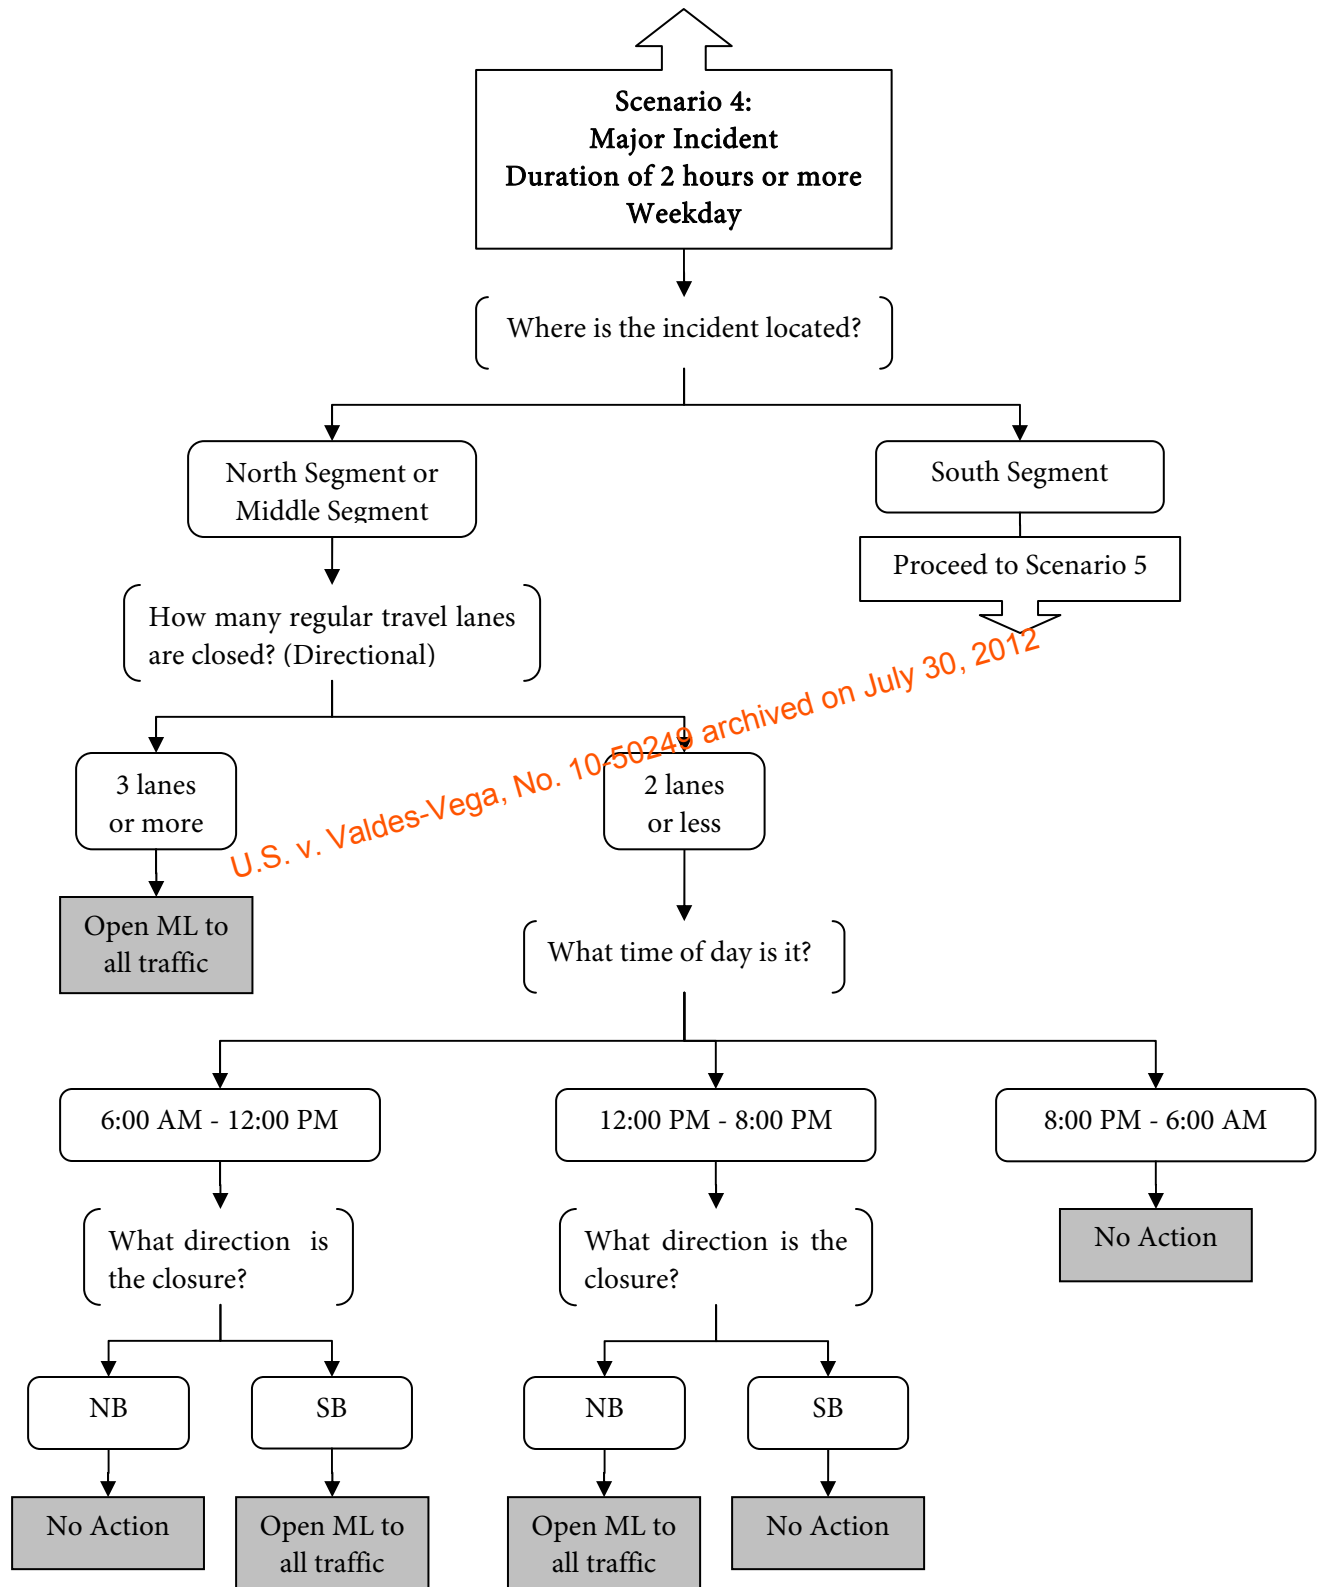 Scenario 4:
Major Incident
Duration of 2 hours or more
Weekday
Where is the incident located?
North Segment or
Middle Segment
South Segment
Proceed to Scenario 5
How many regular travel lanes
are closed? (Directional)
U.S. v. Valdes-Vega, No. 10-50249 archived on July 30, 2012
3 lanes
or more
2 lanes
or less
Open ML to
all traffic
What time of day is it?
6:00 AM - 12:00 PM
12:00 PM - 8:00 PM
8:00 PM - 6:00 AM
What direction is
the closure?
What direction is the
closure?
No Action
NB
SB
NB
SB
No Action
Open ML to
all traffic
Open ML to
all traffic
No Action